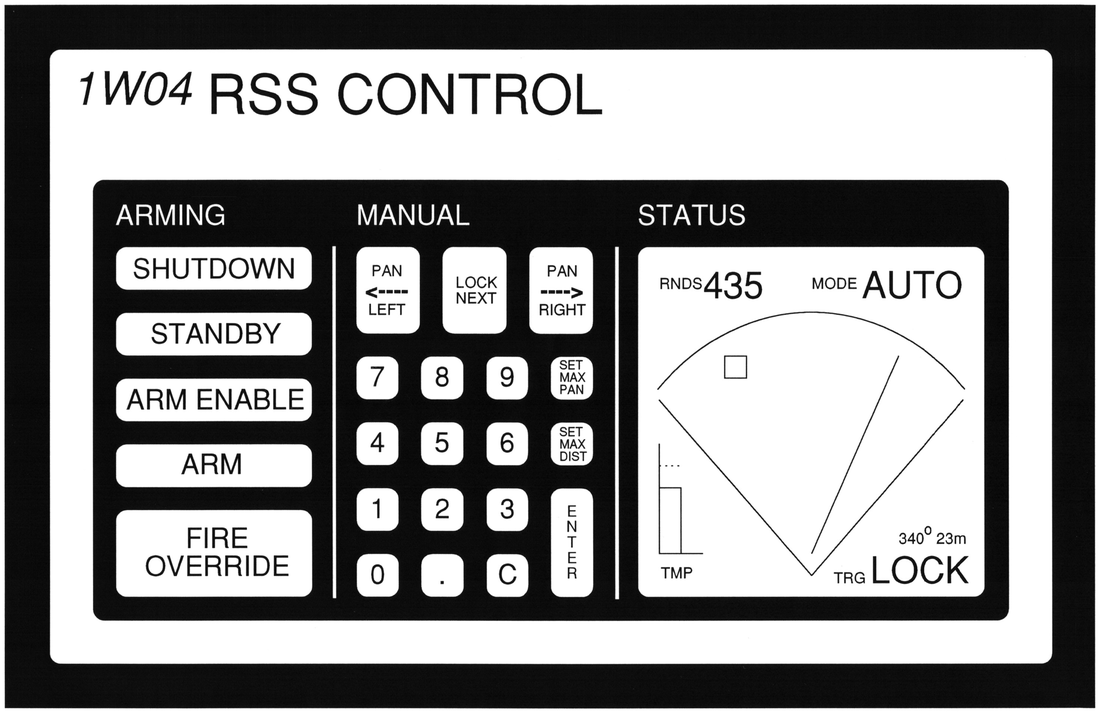 1W04 RSS CONTROL
ARMING
SHUTDOWN
STANDBY
ARM ENABLE
ARM
FIRE
OVERRIDE
MANUAL
PAN
<----
LEFT
LOCK
NEXT
PAN
---->
RIGHT
7 8 9
SET
MAX
PAN
4 5 6
SET
MAX
DIST
1 2 3
0 . C
E
N
T
E
R
STATUS
RNDS 435 MODE AUTO
TMP
340° 23m
TRG LOCK